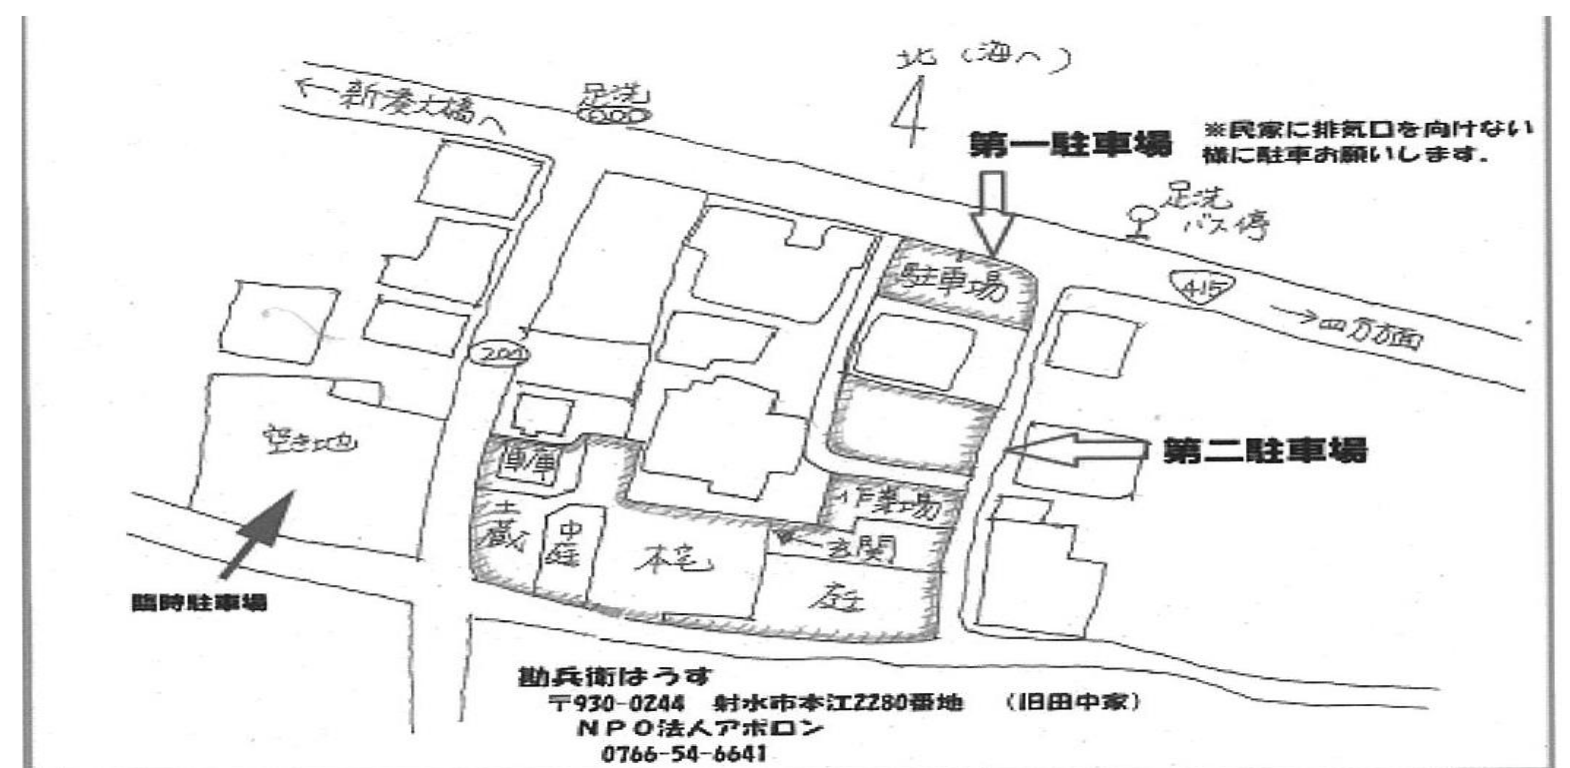 北(海へ)
←新湊大橋へ
足洗
第一駐車場
※民家に排気口を向けない
様に駐車お願いします.
足洗
バス停
駐車場
415
→四方方面
空き地
車庫
第二駐車場
土蔵
中庭
本宅
作業場
←玄関
庭
臨時駐車場
勘兵衛はうす
〒930-0244 射水市本江2280番地 (旧田中家)
NPO法人アポロン
0766-54-6641